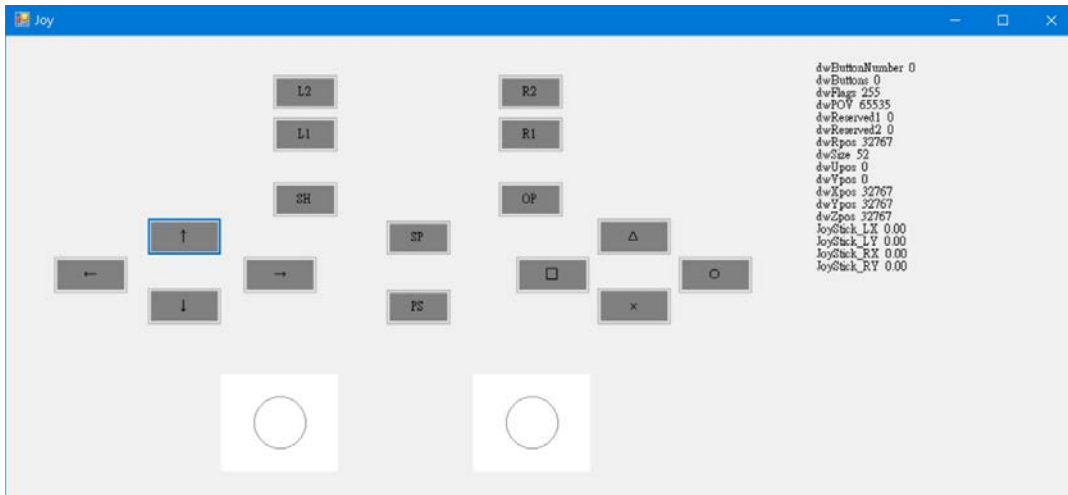 Joy
L2
R2
L1
R1
SH
OP
↑
SP
△
←
→
□
○
↓
PS
×
dwButtonNumber 0
dwButtons 0
dwFlags 255
dwPOV 65535
dwReserved1 0
dwReserved2 0
dwRpos 32767
dwSize 52
dwUpos 0
dwVpos 0
dwXpos 32767
dwYpos 32767
dwZpos 32767
JoyStick_LX 0.00
JoyStick_LY 0.00
JoyStick_RX 0.00
JoyStick_RY 0.00